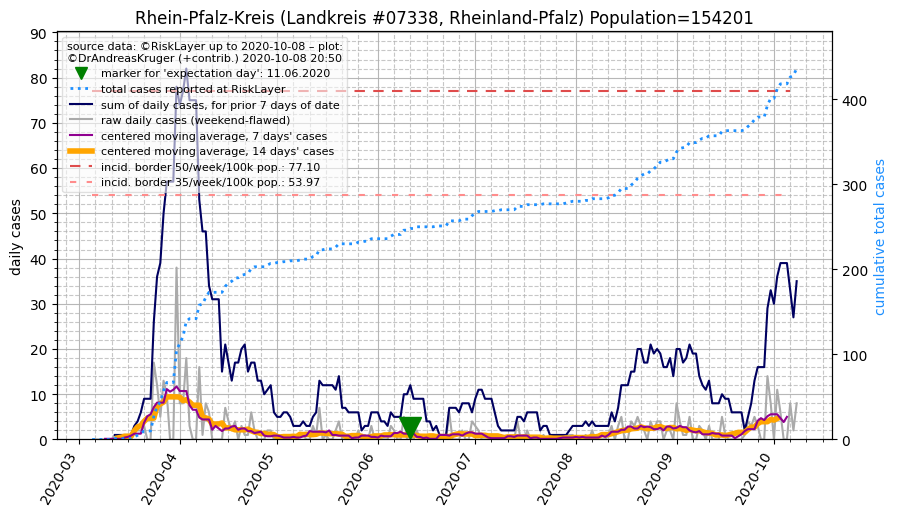 Rhein-Pfalz-Kreis (Landkreis #07338, Rheinland-Pfalz) Population=154201
source data: ©RiskLayer up to 2020-10-08 – plot:
©DrAndreasKruger (+contrib.) 2020-10-08 20:50
marker for 'expectation day': 11.06.2020
total cases reported at RiskLayer
sum of daily cases, for prior 7 days of date
raw daily cases (weekend-flawed)
centered moving average, 7 days' cases
centered moving average, 14 days' cases
incid. border 50/week/100k pop.: 77.10
incid. border 35/week/100k pop.: 53.97
daily cases
90
80
70
60
50
40
30
20
10
0
cumulative total cases
400
300
200
100
0
2020-03
2020-04
2020-05
2020-06
2020-07
2020-08
2020-09
2020-10